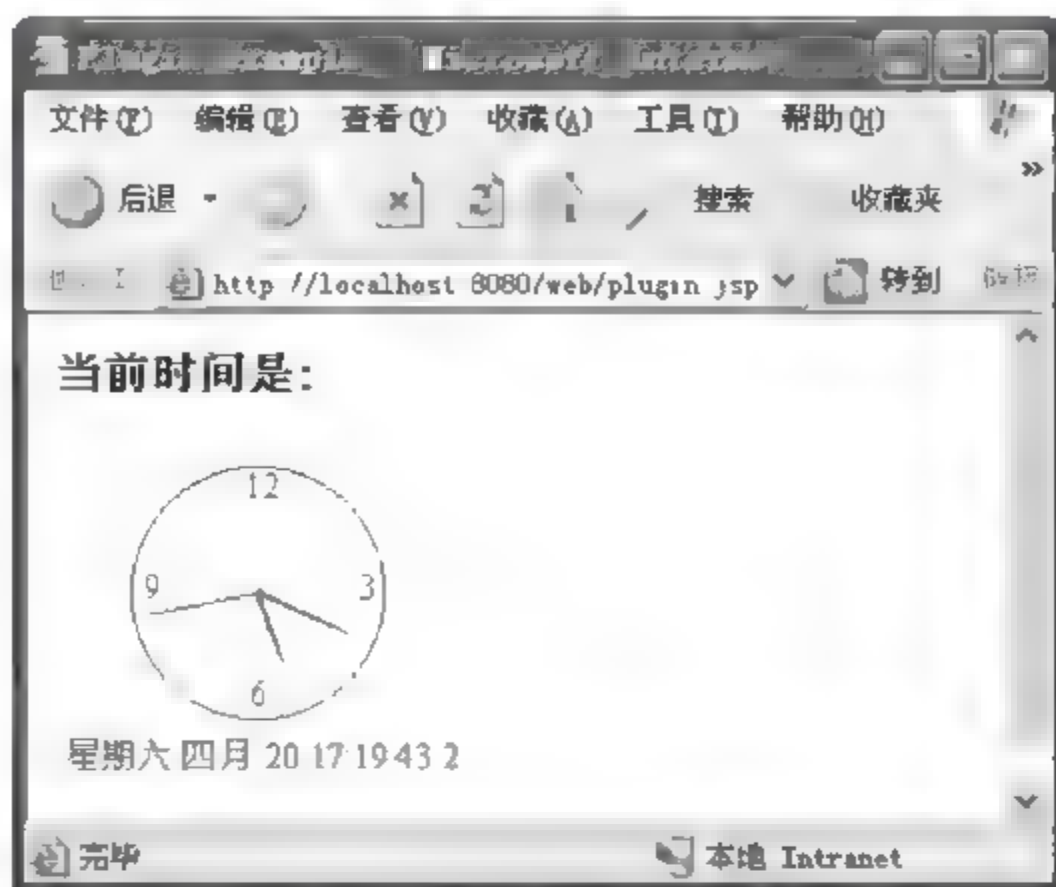 文件(F) 编辑(E) 查看(V) 收藏(A) 工具(T) 帮助(H)
后退 搜索 收藏夹 »
http //localhost 8080/web/plugin jsp 转到
当前时间是:
12
9 3
6
星期六 四月 20 17 19 43 2
完毕 本地 Intranet